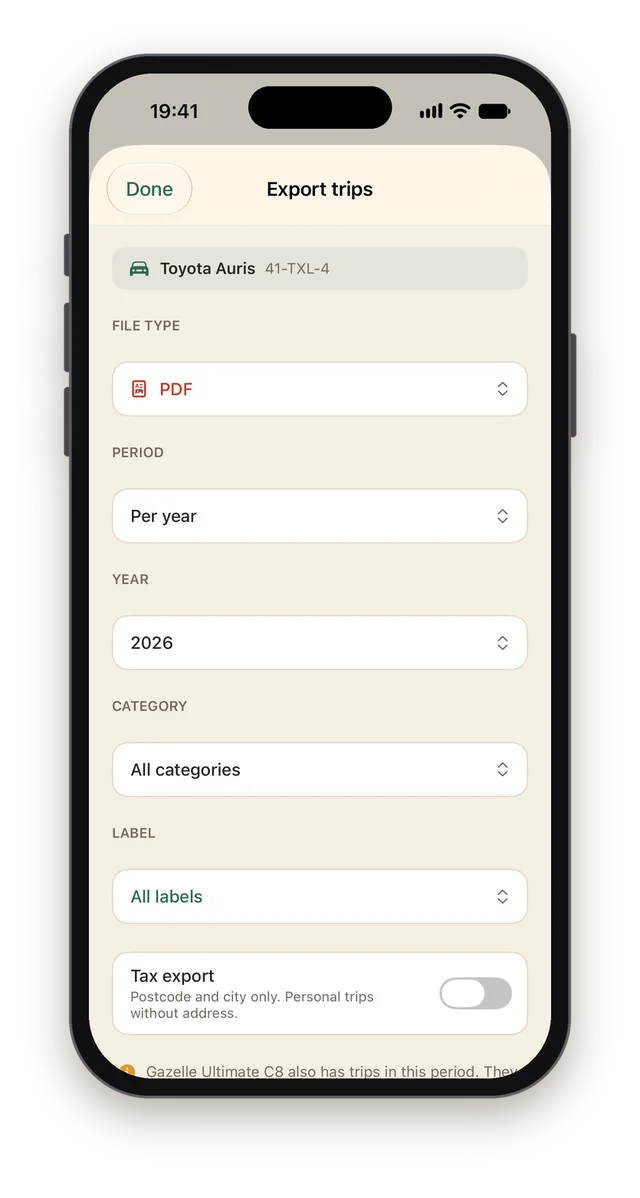 19:41
Done
Export trips
Toyota Auris 41-TXL-4
FILE TYPE
PDF
PERIOD
Per year
YEAR
2026
CATEGORY
All categories
LABEL
All labels
Tax export
Postcode and city only. Personal trips
without address.
Gazelle Ultimate C8 also has trips in this period. They